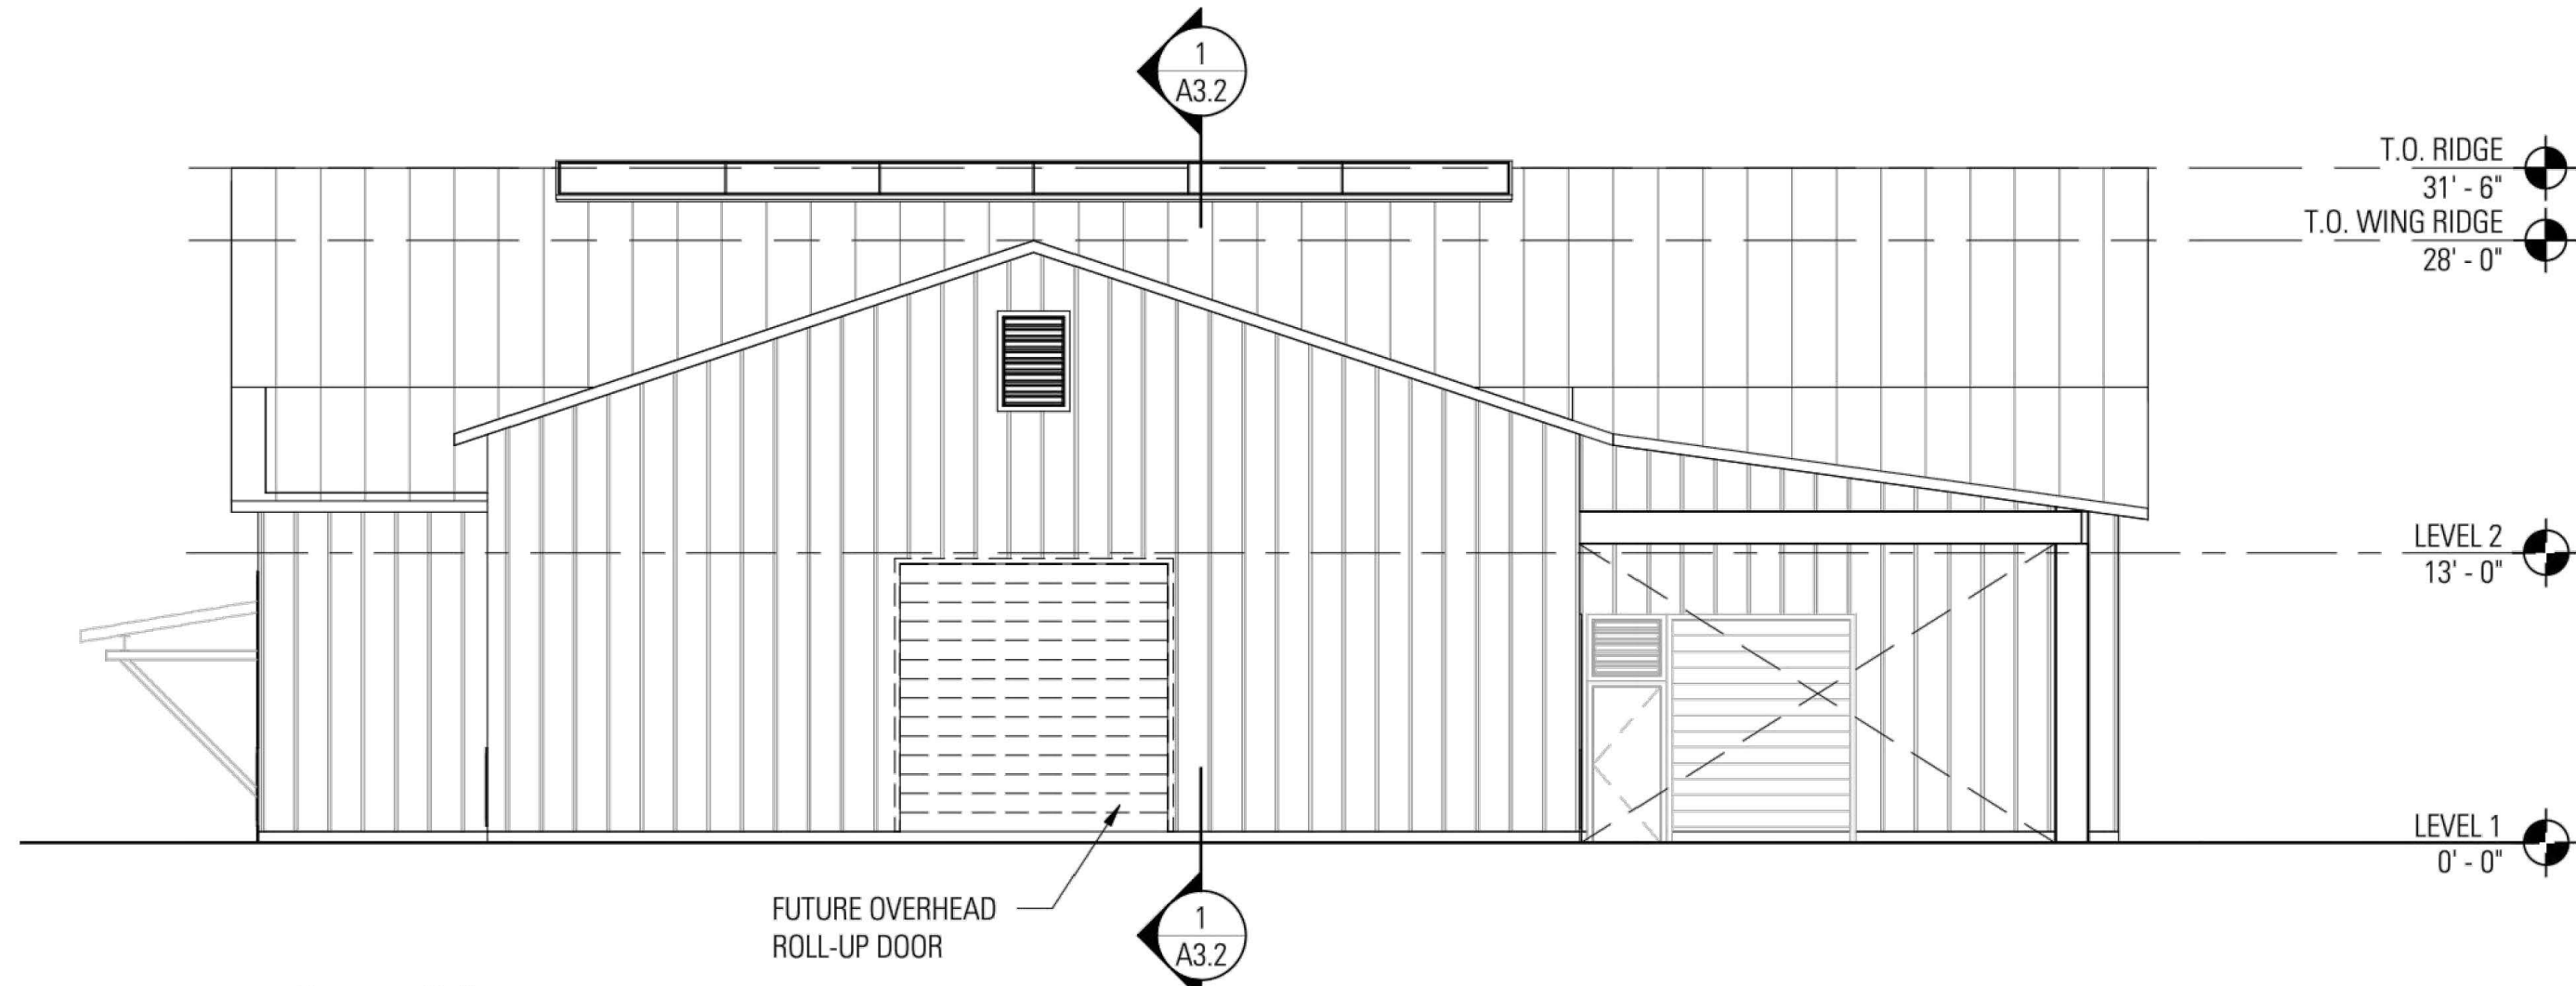 1
A3.2
T.O. RIDGE
31' - 6"
T.O. WING RIDGE
28' - 0"
LEVEL 2
13' - 0"
LEVEL 1
0' - 0"
FUTURE OVERHEAD
ROLL-UP DOOR
1
A3.2